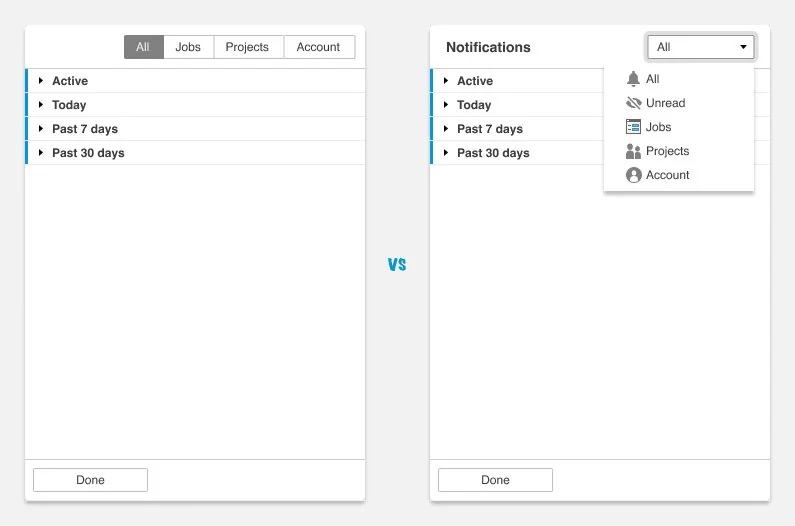 All Jobs Projects Account
Active
Today
Past 7 days
Past 30 days
Done
vs
Notifications All
Active
Today
Past 7 days
Past 30 days
All
Unread
Jobs
Projects
Account
Done